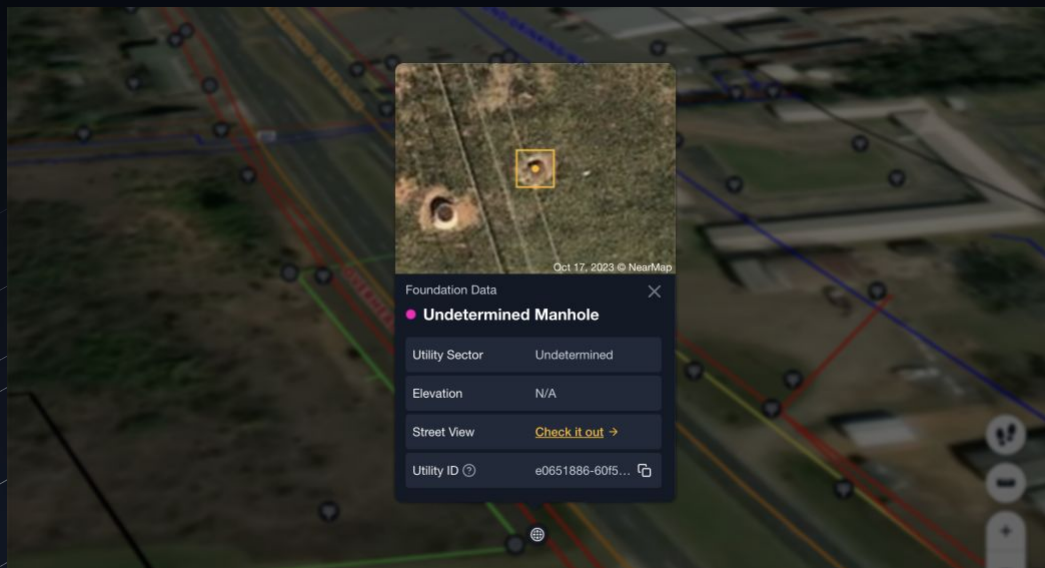 Oct 17, 2023 © NearMap
Foundation Data
Undetermined Manhole
Utility Sector Undetermined
Elevation N/A
Street View Check it out →
Utility ID e0651886-60f5...